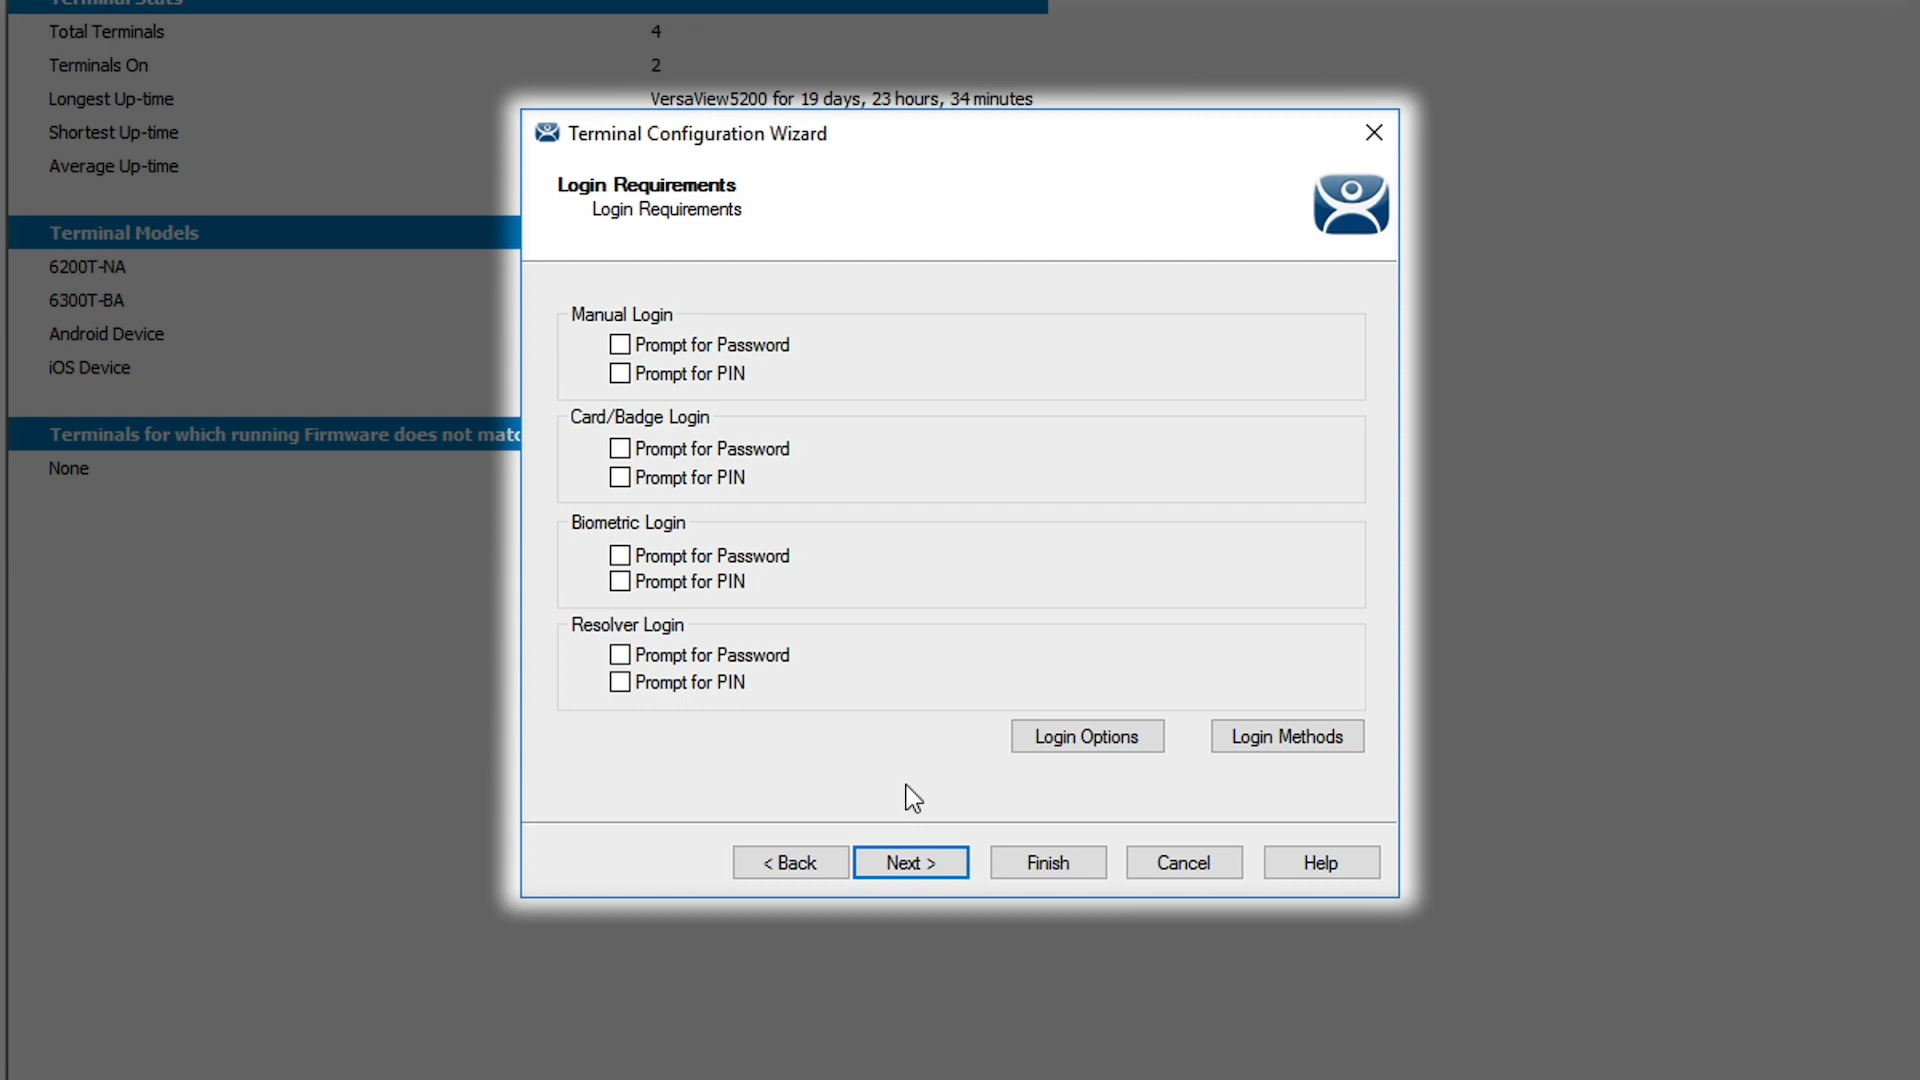 Terminal Stats
Total Terminals 4
Terminals On 2
Longest Up-time VersaView5200 for 19 days, 23 hours, 34 minutes
Shortest Up-time
Average Up-time
Terminal Models
6200T-NA
6300T-BA
Android Device
iOS Device
Terminals for which running Firmware does not matc
None
Terminal Configuration Wizard
Login Requirements
Login Requirements
Manual Login
Prompt for Password
Prompt for PIN
Card/Badge Login
Prompt for Password
Prompt for PIN
Biometric Login
Prompt for Password
Prompt for PIN
Resolver Login
Prompt for Password
Prompt for PIN
Login Options Login Methods
< Back Next > Finish Cancel Help